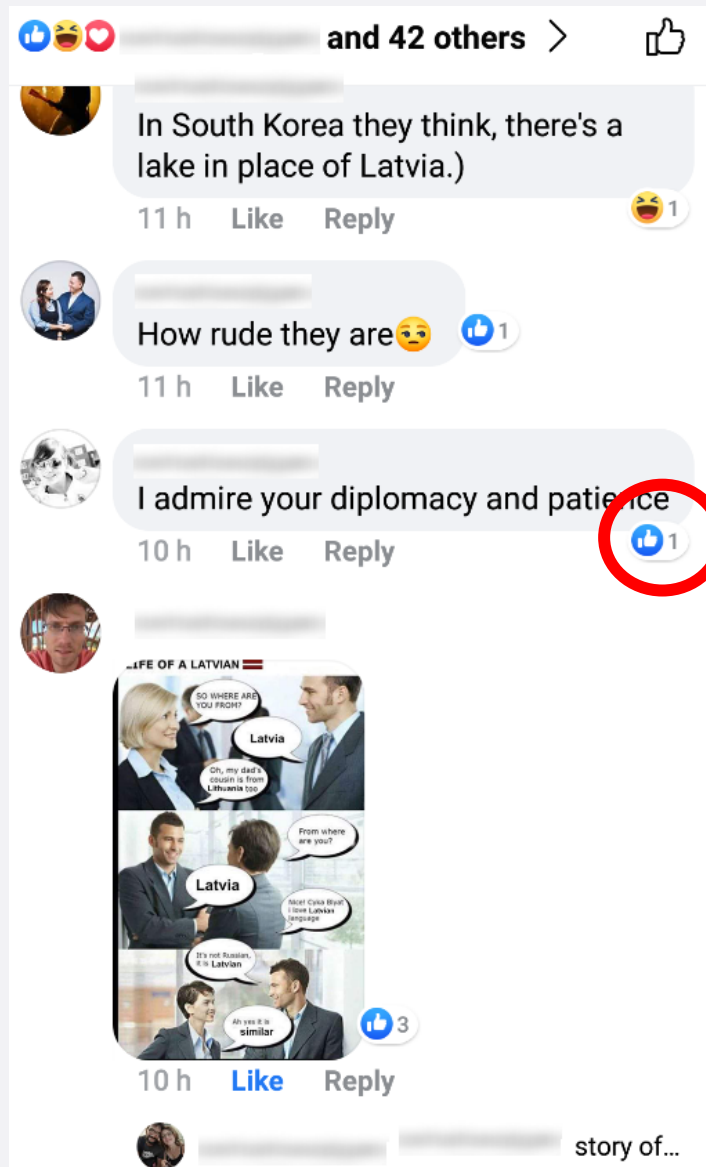 and 42 others
In South Korea they think, there's a
lake in place of Latvia.)
1
11 h Like Reply
How rude they are
1
11 h Like Reply
I admire your diplomacy and patience
1
10 h Like Reply
LIFE OF A LATVIAN
SO WHERE ARE
YOU FROM?
Latvia
Oh, my dad's
cousin is from
Lithuania too
From where
are you?
Latvia
Nice! Cyka Blyat
I love Latvian
language
It's not Russian,
it is Latvian
Ah yes it is
similar
3
10 h Like Reply
story of...